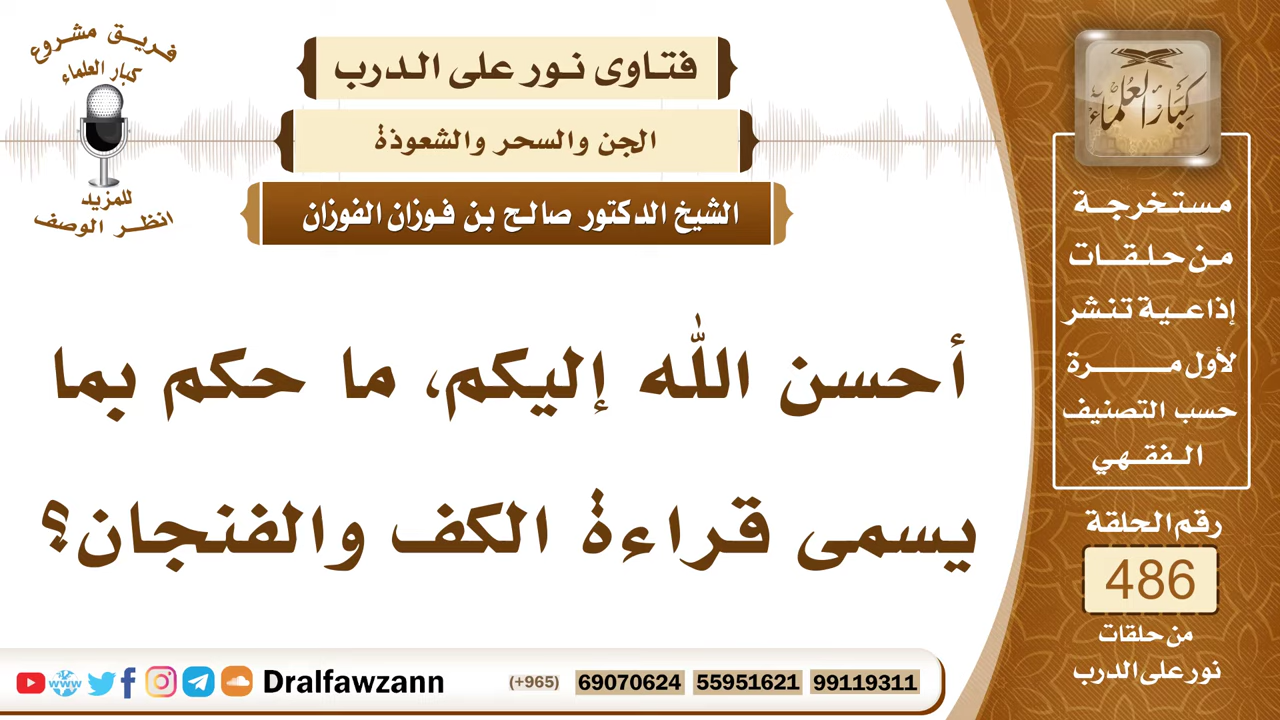 فريق مشروع
كبار العلماء
للمزيد
انظر الوصف
فتاوى نور على الدرب
الجن والسحر والشعوذة
الشيخ الدكتور صالح بن فوزان الفوزان
أحسن الله إليكم، ما حكم بما
يسمى قراءة الكف والفنجان؟
كبار العلماء
مستخرجة
من حلقات
إذاعية تنشر
لأول مرة
حسب التصنيف
الفقهي
رقم الحلقة
486
من حلقات
نور على الدرب
www
Dralfawzann
(+965) 69070624 55951621 99119311